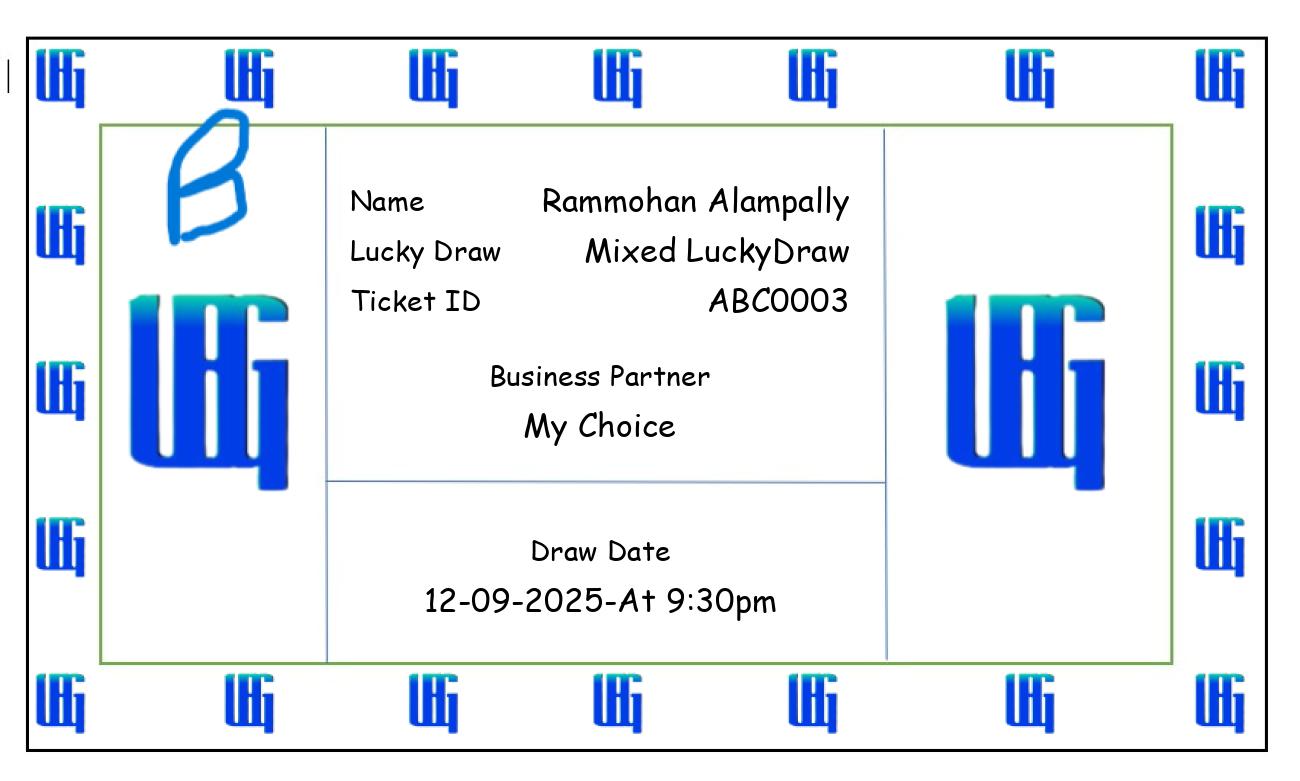 B
Name Rammohan Alampally
Lucky Draw Mixed LuckyDraw
Ticket ID ABC0003
Business Partner
My Choice
Draw Date
12-09-2025-At 9:30pm